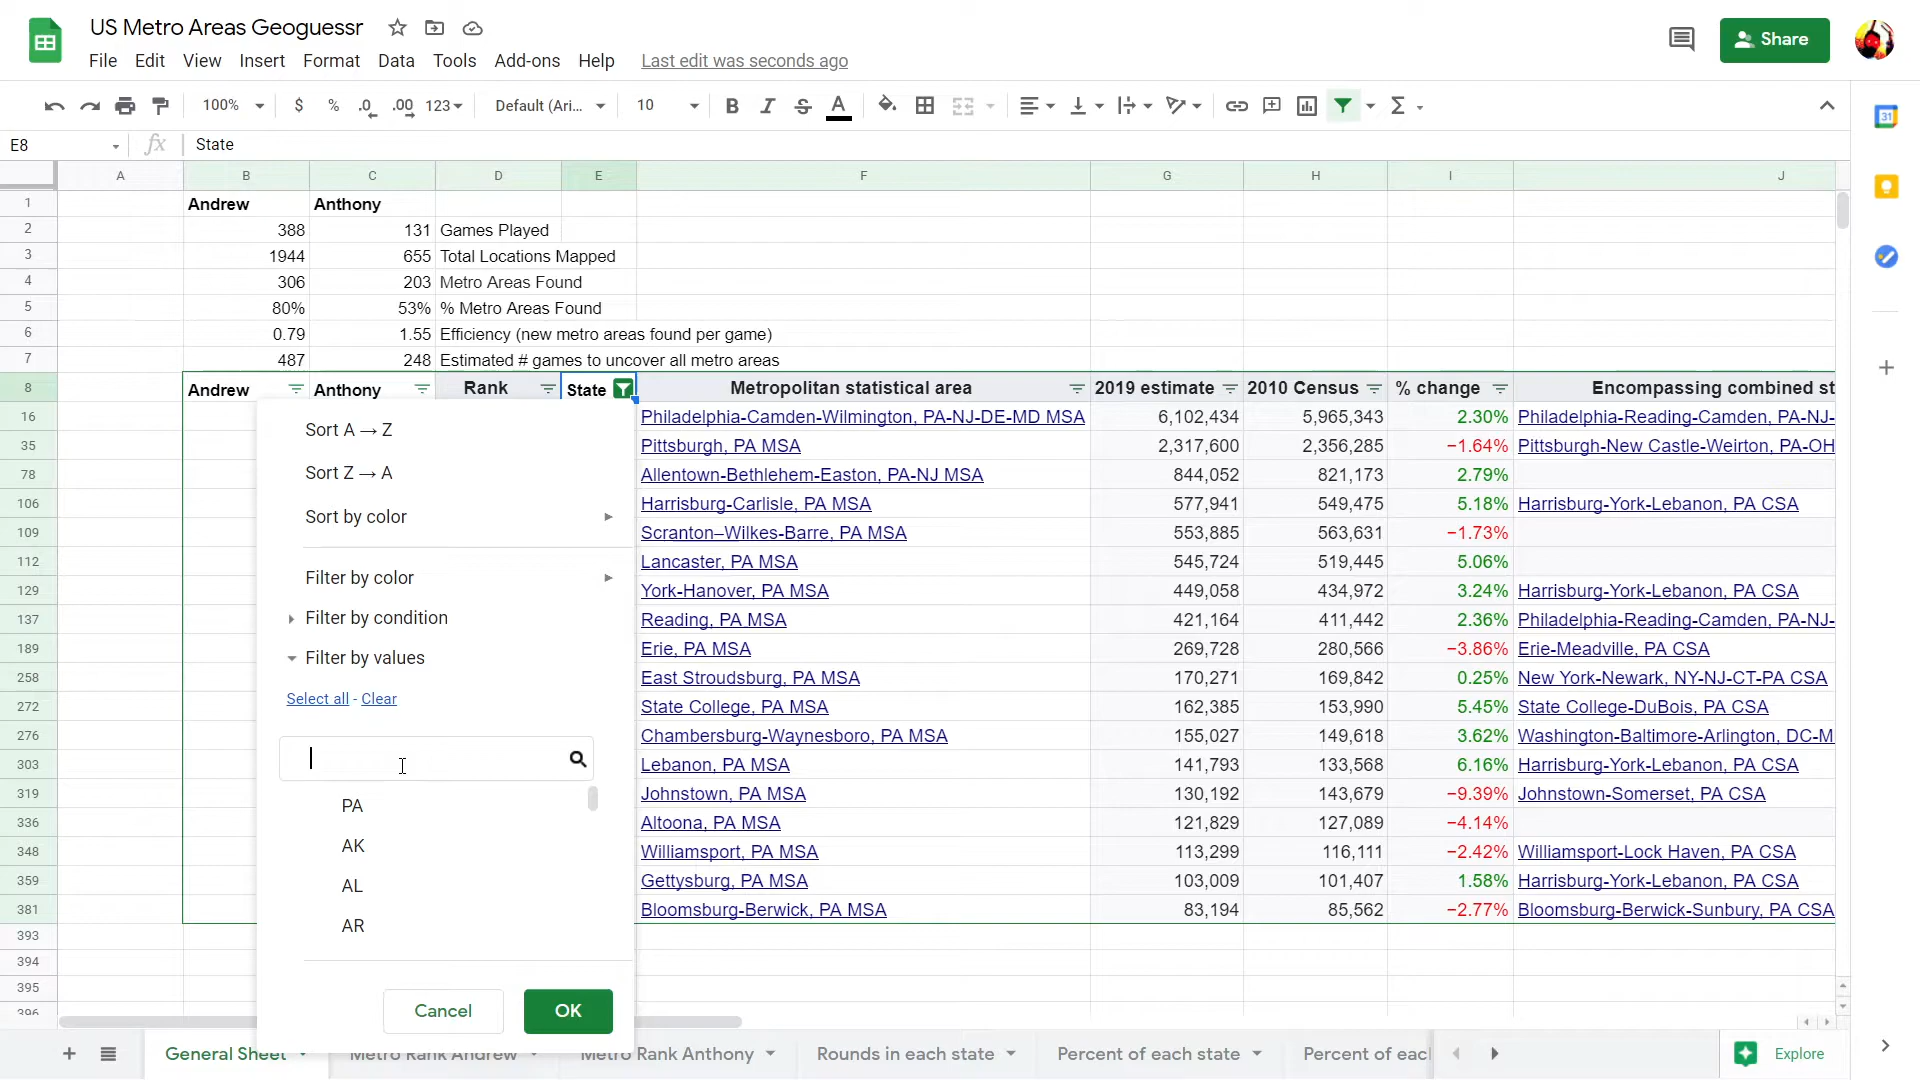 US Metro Areas Geoguessr
File Edit View Insert Format Data Tools Add-ons Help Last edit was seconds ago
Share
100% $ % .0 .00 123 Default (Ari... 10 B I S A Σ
31
E8 fx State
A B C D E F G H I J
1 Andrew Anthony
2 388 131 Games Played
3 1944 655 Total Locations Mapped
4 306 203 Metro Areas Found
5 80% 53% % Metro Areas Found
6 0.79 1.55 Efficiency (new metro areas found per game)
7 487 248 Estimated # games to uncover all metro areas
8 Andrew Anthony Rank State Metropolitan statistical area 2019 estimate 2010 Census % change Encompassing combined st
16 Philadelphia-Camden-Wilmington, PA-NJ-DE-MD MSA 6,102,434 5,965,343 2.30% Philadelphia-Reading-Camden, PA-NJ-
35 Pittsburgh, PA MSA 2,317,600 2,356,285 −1.64% Pittsburgh-New Castle-Weirton, PA-OH
78 Allentown-Bethlehem-Easton, PA-NJ MSA 844,052 821,173 2.79%
106 Harrisburg-Carlisle, PA MSA 577,941 549,475 5.18% Harrisburg-York-Lebanon, PA CSA
109 Scranton–Wilkes-Barre, PA MSA 553,885 563,631 −1.73%
112 Lancaster, PA MSA 545,724 519,445 5.06%
129 York-Hanover, PA MSA 449,058 434,972 3.24% Harrisburg-York-Lebanon, PA CSA
137 Reading, PA MSA 421,164 411,442 2.36% Philadelphia-Reading-Camden, PA-NJ-
189 Erie, PA MSA 269,728 280,566 −3.86% Erie-Meadville, PA CSA
258 East Stroudsburg, PA MSA 170,271 169,842 0.25% New York-Newark, NY-NJ-CT-PA CSA
272 State College, PA MSA 162,385 153,990 5.45% State College-DuBois, PA CSA
276 Chambersburg-Waynesboro, PA MSA 155,027 149,618 3.62% Washington-Baltimore-Arlington, DC-M
303 Lebanon, PA MSA 141,793 133,568 6.16% Harrisburg-York-Lebanon, PA CSA
319 Johnstown, PA MSA 130,192 143,679 −9.39% Johnstown-Somerset, PA CSA
336 Altoona, PA MSA 121,829 127,089 −4.14%
348 Williamsport, PA MSA 113,299 116,111 −2.42% Williamsport-Lock Haven, PA CSA
359 Gettysburg, PA MSA 103,009 101,407 1.58% Harrisburg-York-Lebanon, PA CSA
381 Bloomsburg-Berwick, PA MSA 83,194 85,562 −2.77% Bloomsburg-Berwick-Sunbury, PA CSA
393
394
395
396
Sort A → Z
Sort Z → A
Sort by color
Filter by color
Filter by condition
Filter by values
Select all - Clear
PA
AK
AL
AR
Cancel OK
General Sheet Metro Rank Andrew Metro Rank Anthony Rounds in each state Percent of each state Percent of eacl Explore